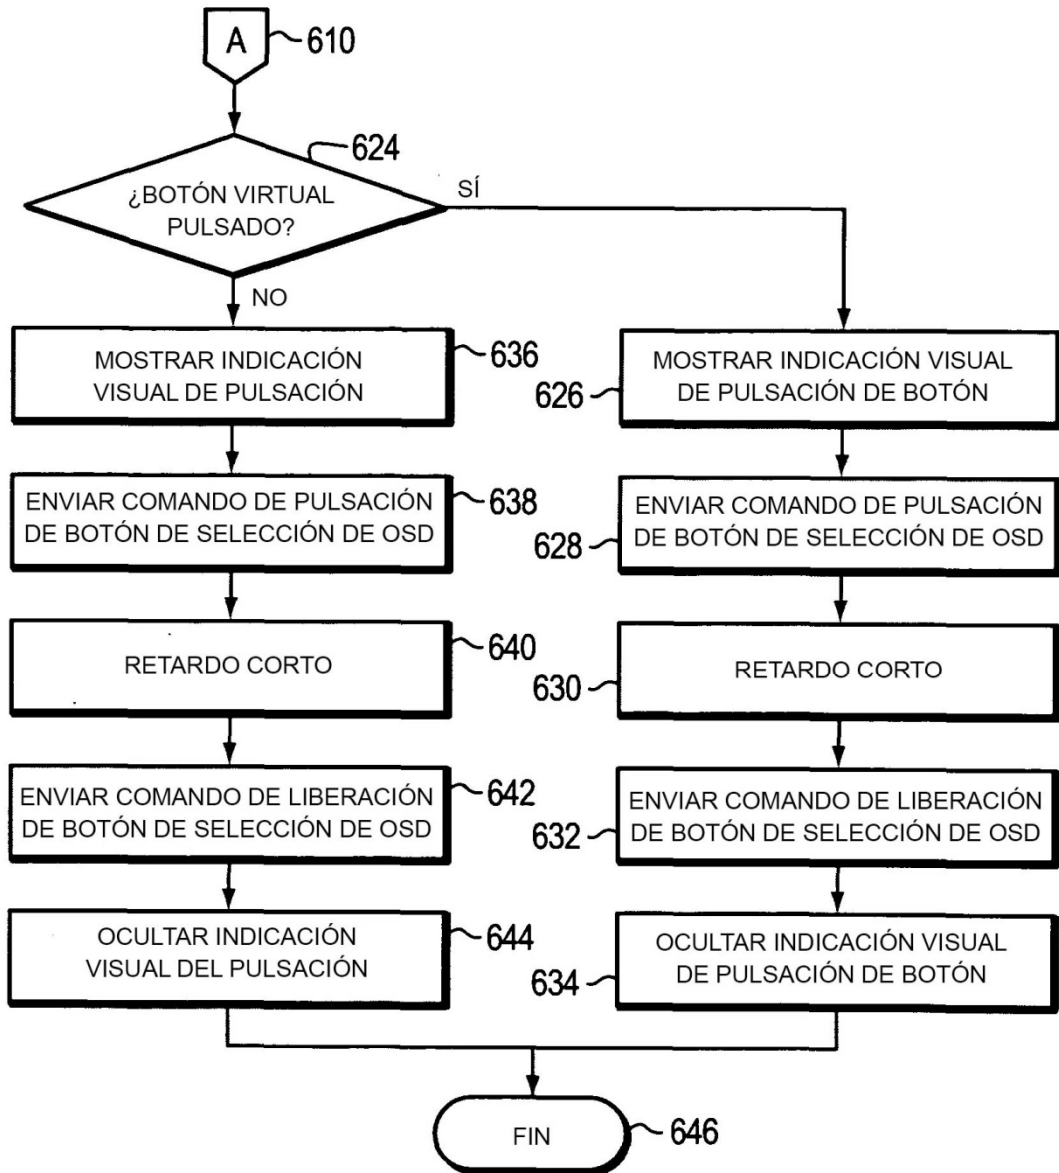 A
610
624
¿BOTÓN VIRTUAL
PULSADO?
SÍ
NO
MOSTRAR INDICACIÓN
VISUAL DE PULSACIÓN
636
MOSTRAR INDICACIÓN VISUAL
DE PULSACIÓN DE BOTÓN
626
ENVIAR COMANDO DE PULSACIÓN
DE BOTÓN DE SELECCIÓN DE OSD
638
ENVIAR COMANDO DE PULSACIÓN
DE BOTÓN DE SELECCIÓN DE OSD
628
RETARDO CORTO
640
RETARDO CORTO
630
ENVIAR COMANDO DE LIBERACIÓN
DE BOTÓN DE SELECCIÓN DE OSD
642
ENVIAR COMANDO DE LIBERACIÓN
DE BOTÓN DE SELECCIÓN DE OSD
632
OCULTAR INDICACIÓN
VISUAL DEL PULSACIÓN
644
OCULTAR INDICACIÓN VISUAL
DE PULSACIÓN DE BOTÓN
634
FIN
646